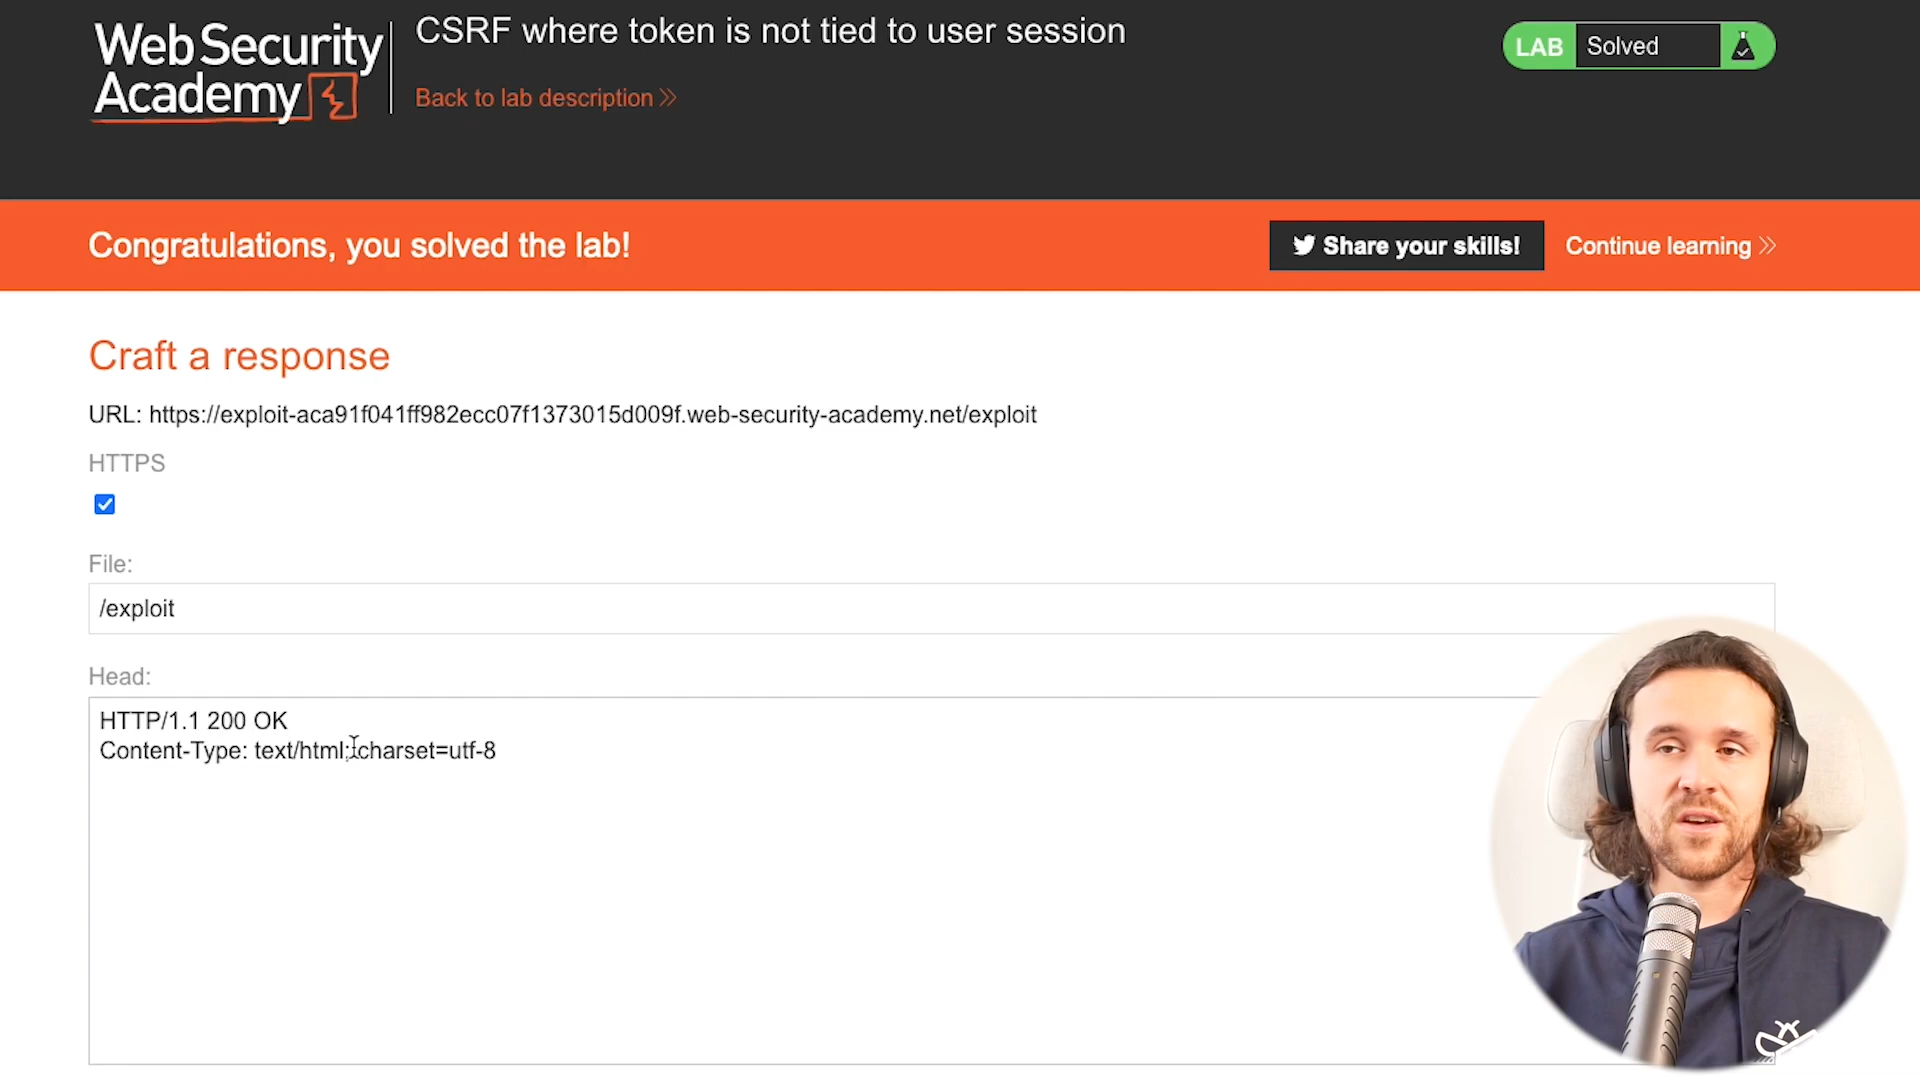 Web Security
Academy
CSRF where token is not tied to user session
Back to lab description
LAB Solved
Congratulations, you solved the lab!
Share your skills!
Continue learning
Craft a response
URL: https://exploit-aca91f041ff982ecc07f1373015d009f.web-security-academy.net/exploit
HTTPS
File:
/exploit
Head:
HTTP/1.1 200 OK
Content-Type: text/html; charset=utf-8